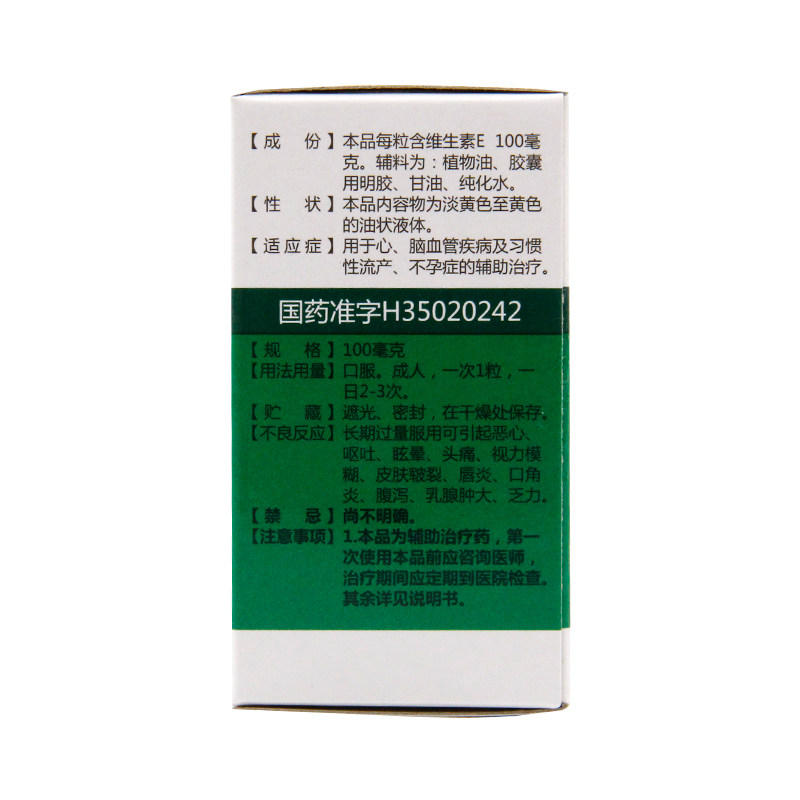 【成份】本品每粒含维生素E 100毫
克。辅料为：植物油、胶囊
用明胶、甘油、纯化水。
【性状】本品内容物为淡黄色至黄色
的油状液体。
【适应症】用于心、脑血管疾病及习惯
性流产、不孕症的辅助治疗。
国药准字H35020242
【规格】100毫克
【用法用量】口服。成人，一次1粒，一
日2-3次。
【贮藏】遮光、密封，在干燥处保存。
【不良反应】长期过量服用可引起恶心、
呕吐、眩晕、头痛、视力模
糊、皮肤皲裂、唇炎、口角
炎、腹泻、乳腺肿大、乏力。
【禁忌】尚不明确。
【注意事项】1.本品为辅助治疗药，第一
次使用本品前应咨询医师，
治疗期间应定期到医院检查。
其余详见说明书。